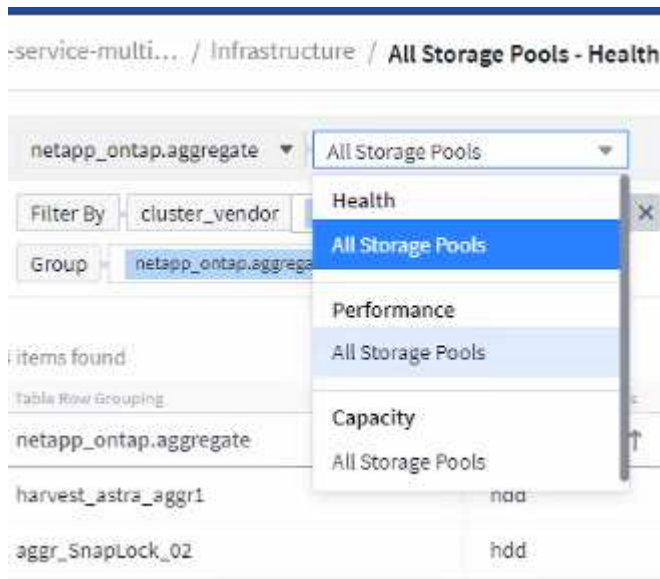 -service-multi... / Infrastructure / All Storage Pools - Health
netapp_ontap.aggregate All Storage Pools
Filter By cluster_vendor
Group netapp_ontap.aggrega
Health
All Storage Pools
Performance
All Storage Pools
Capacity
All Storage Pools
items found
Table Row Grouping
netapp_ontap.aggregate
harvest_astra_aggr1 hdd
aggr_SnapLock_02 hdd